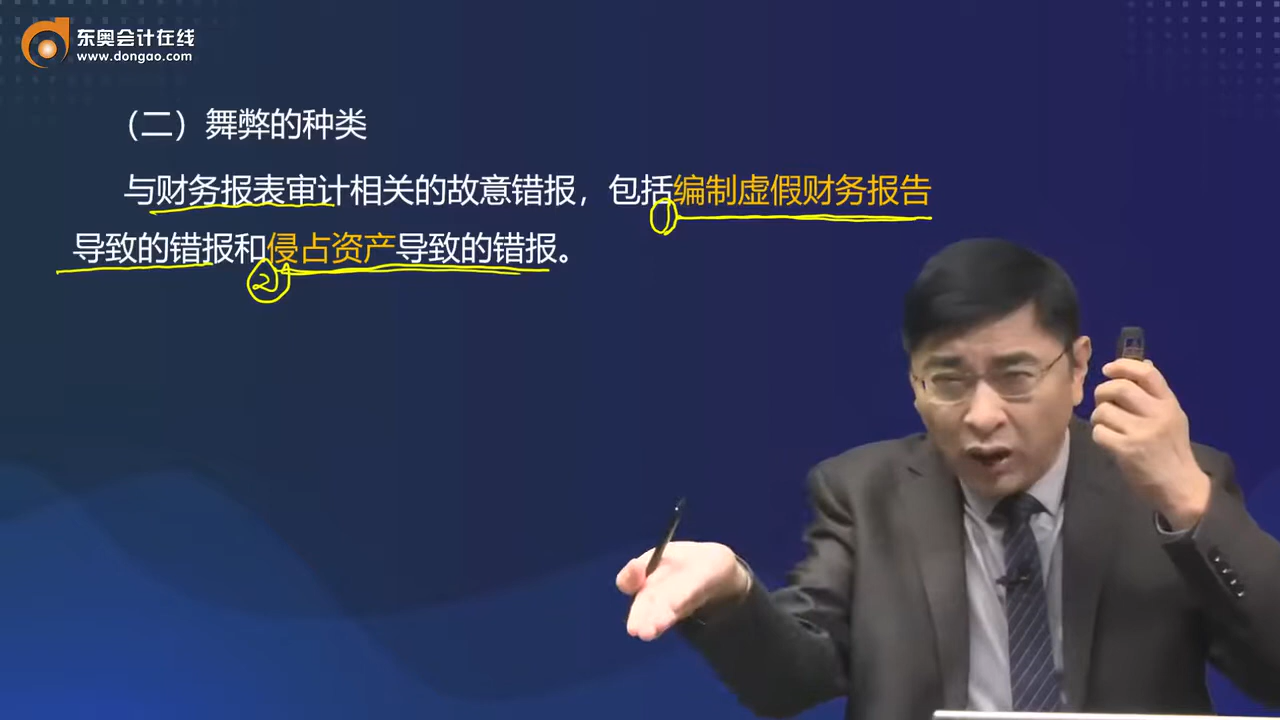 东奥会计在线
www.dongao.com
（二）舞弊的种类
与财务报表审计相关的故意错报，包括编制虚假财务报告
导致的错报和侵占资产导致的错报。
①
②